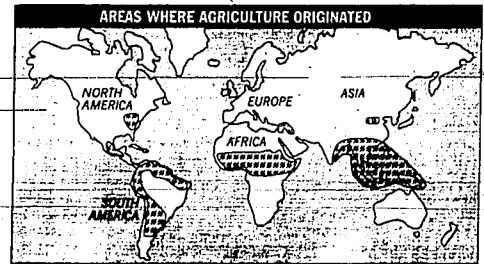 AREAS WHERE AGRICULTURE ORIGINATED
NORTH
AMERICA
EUROPE
ASIA
AFRICA
SOUTH
AMERICA